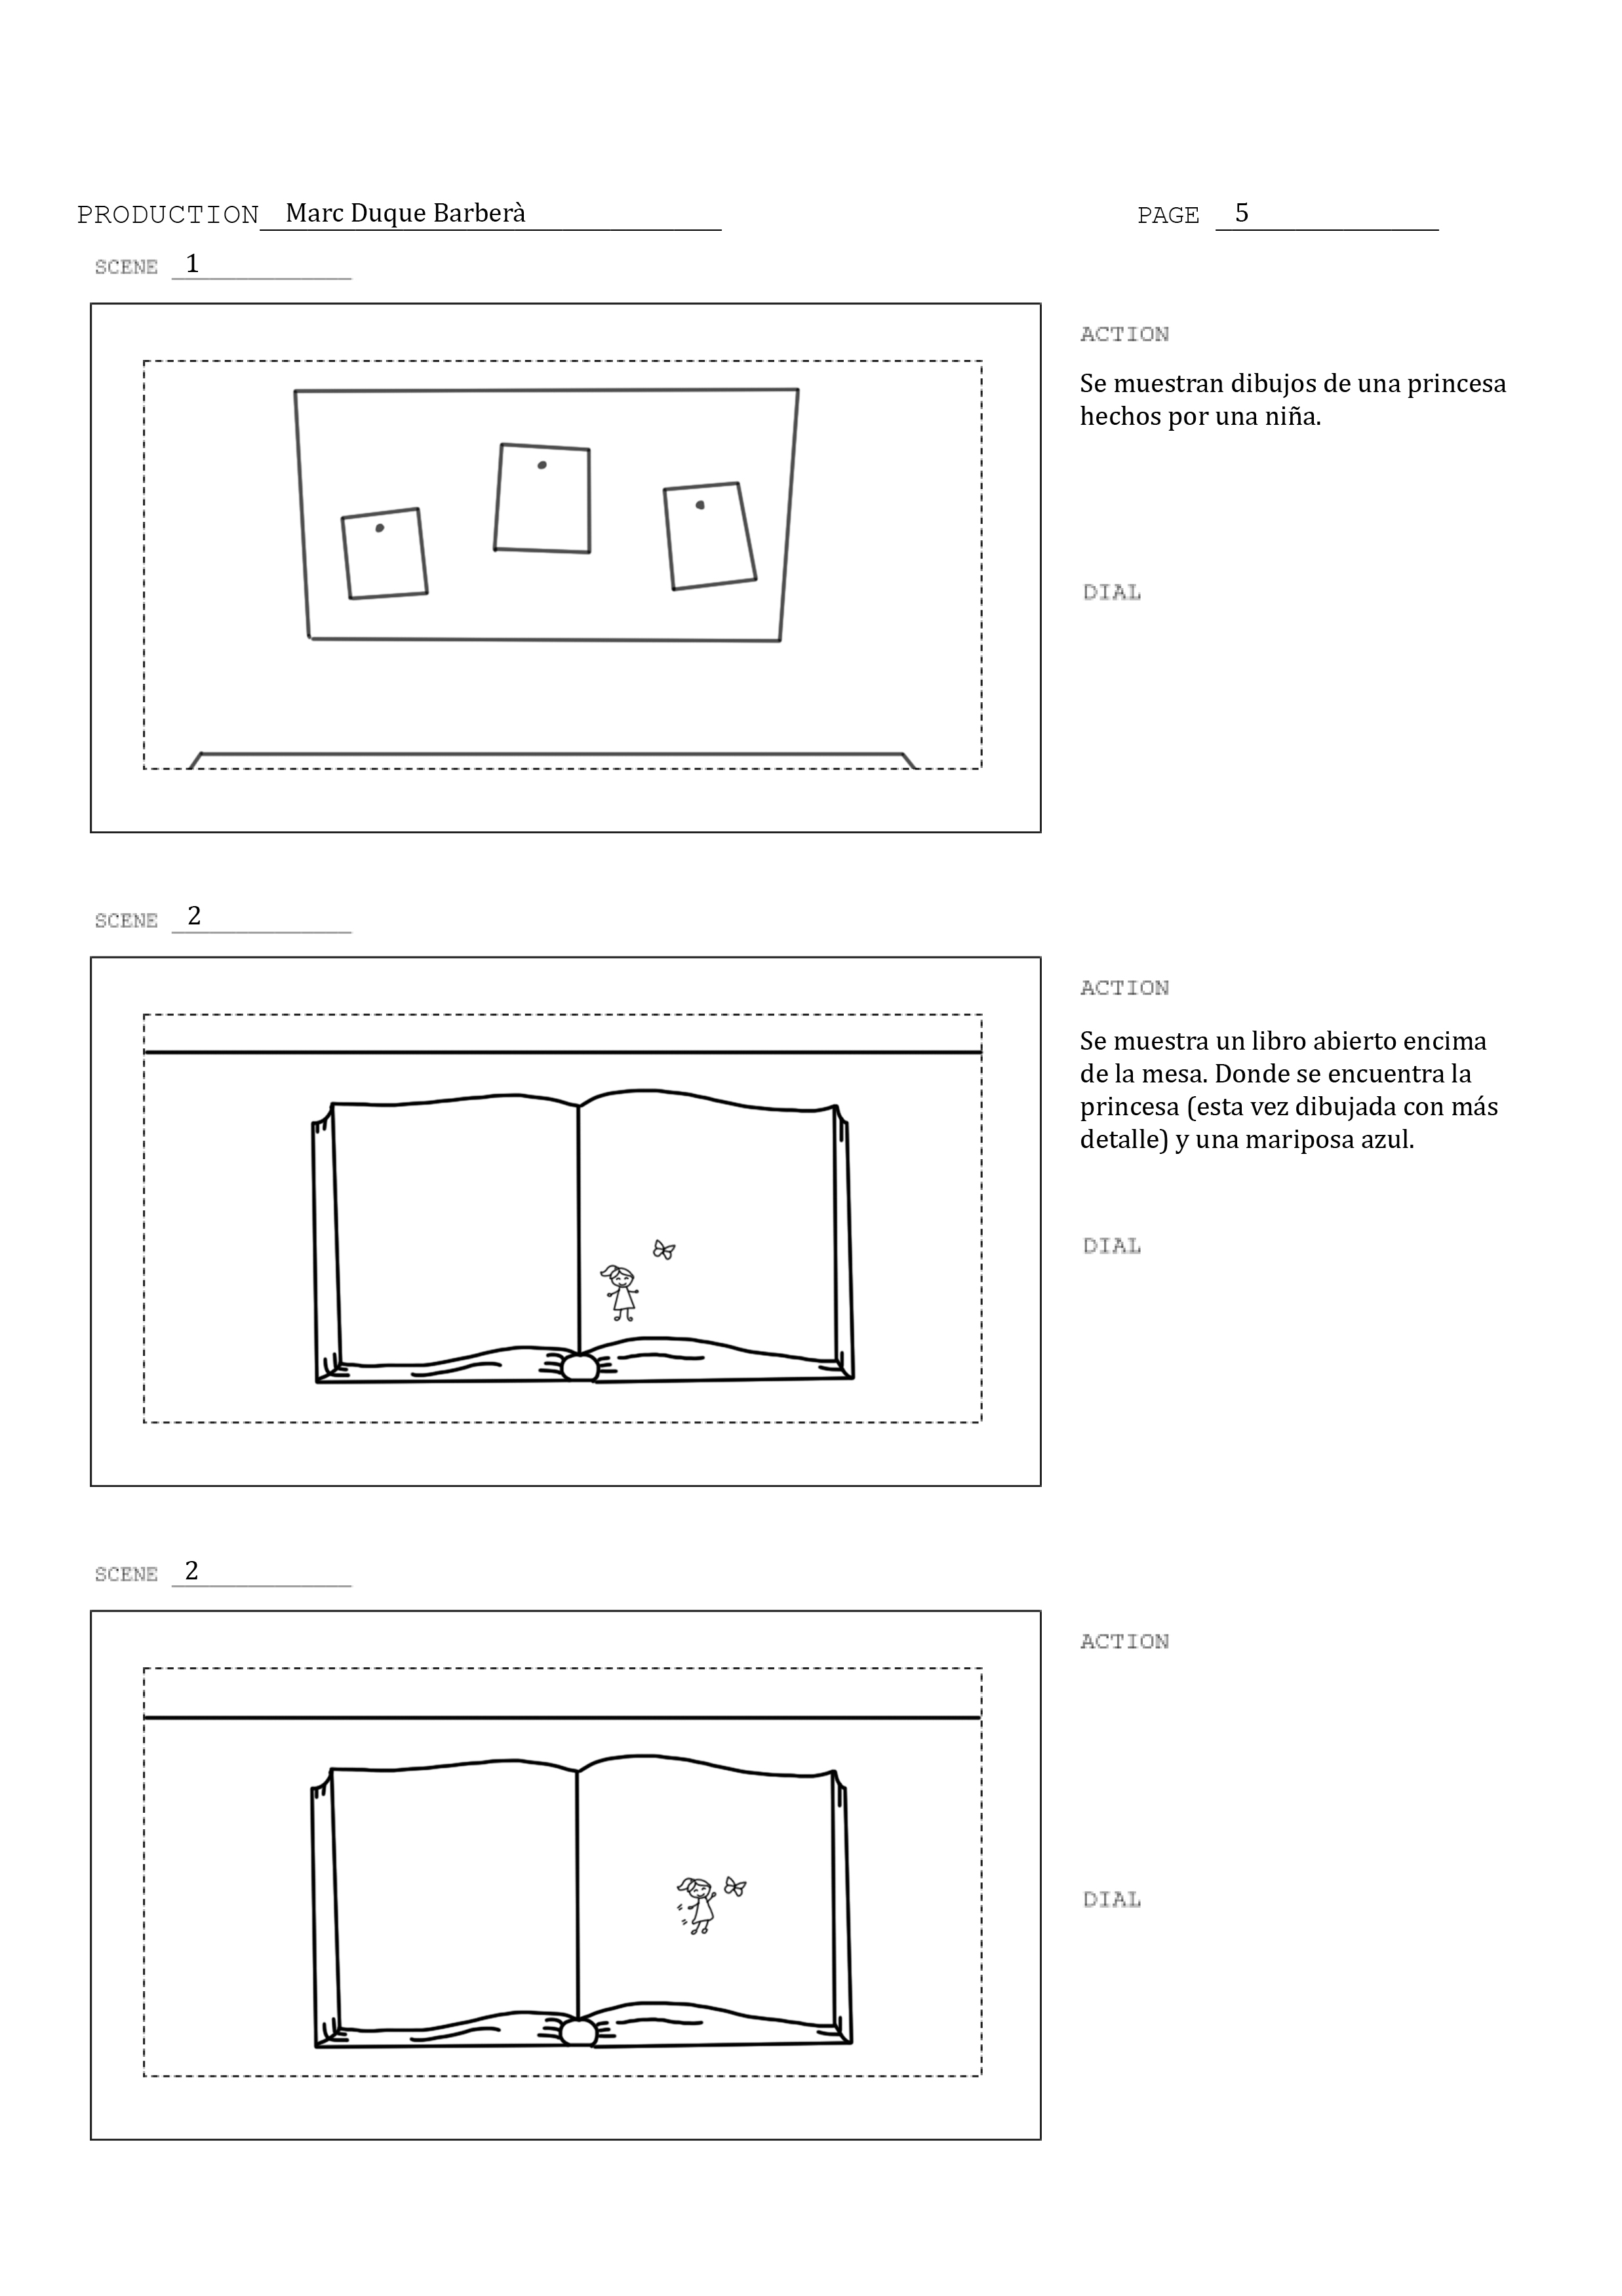 PRODUCTION Marc Duque Barberà
PAGE 5
SCENE 1
ACTION
Se muestran dibujos de una princesa
hechos por una niña.
DIAL
SCENE 2
ACTION
Se muestra un libro abierto encima
de la mesa. Donde se encuentra la
princesa (esta vez dibujada con más
detalle) y una mariposa azul.
DIAL
SCENE 2
ACTION
DIAL